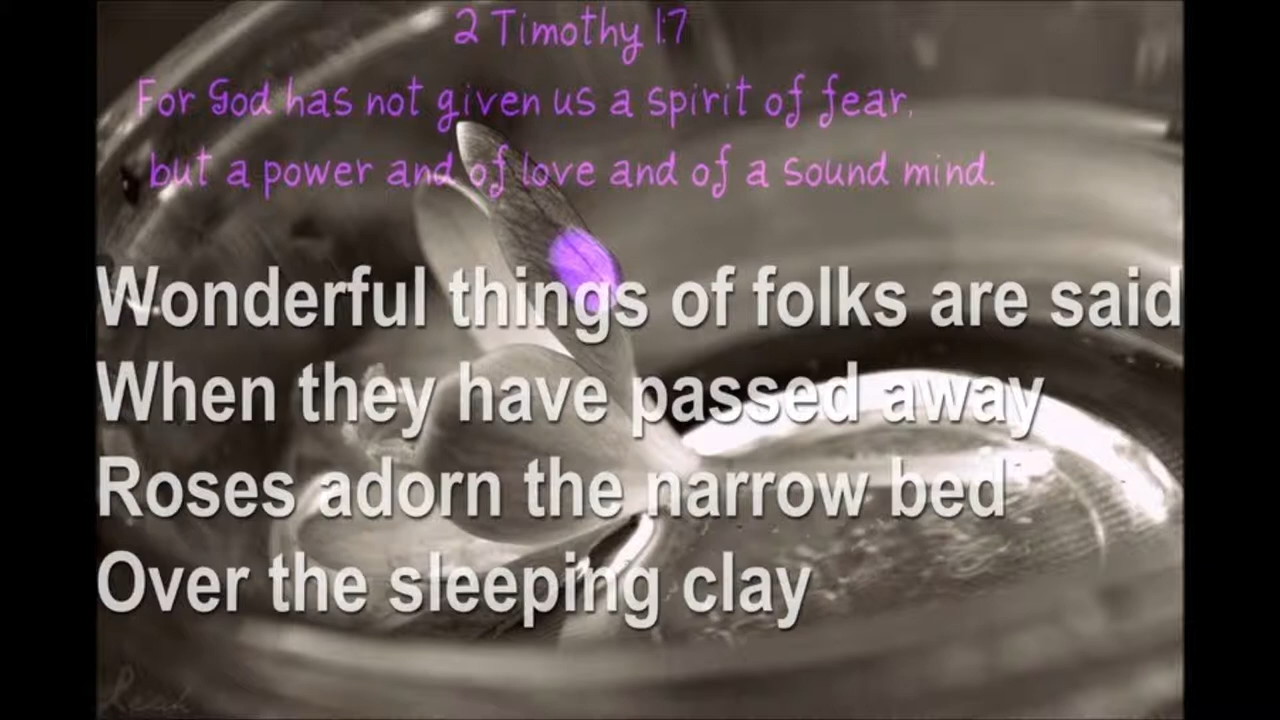 2 Timothy 1:7
For God has not given us a spirit of fear,
but a power and of love and of a sound mind.
Wonderful things of folks are said
When they have passed away
Roses adorn the narrow bed
Over the sleeping clay